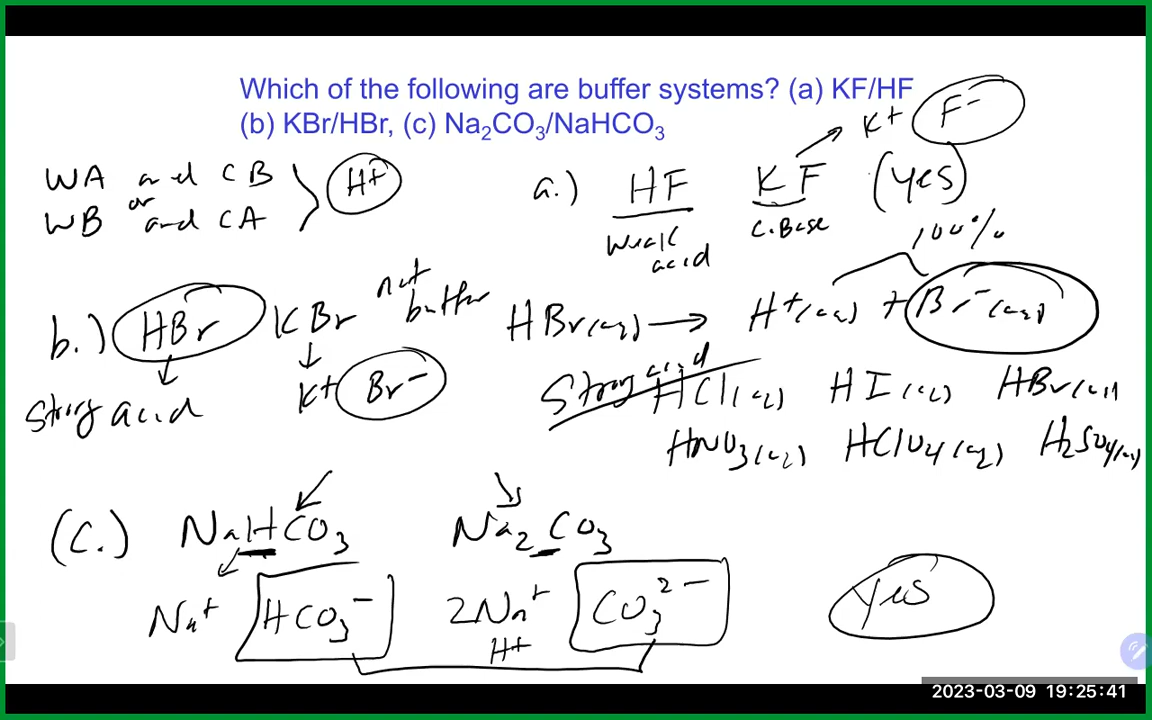 Which of the following are buffer systems? (a) KF/HF
(b) KBr/HBr, (c) Na₂CO₃/NaHCO₃
K+ F⁻
WA and CB
or
WB and CA
HF
a.) HF KF (yes)
Weak acid
C.Base
100%
b.) HBr KBr not buffer
HBr(aq) → H+(aq) + Br⁻(aq)
strong acid
K+ Br⁻
Strong acid
HCl(aq) HI(aq) HBr(aq)
HNO₃(aq) HClO₄(aq) H₂SO₄(aq)
(C.) NaHCO₃ Na₂CO₃
Na+ HCO₃⁻ 2Na+ CO₃²⁻ yes
H+
2023-03-09 19:25:41